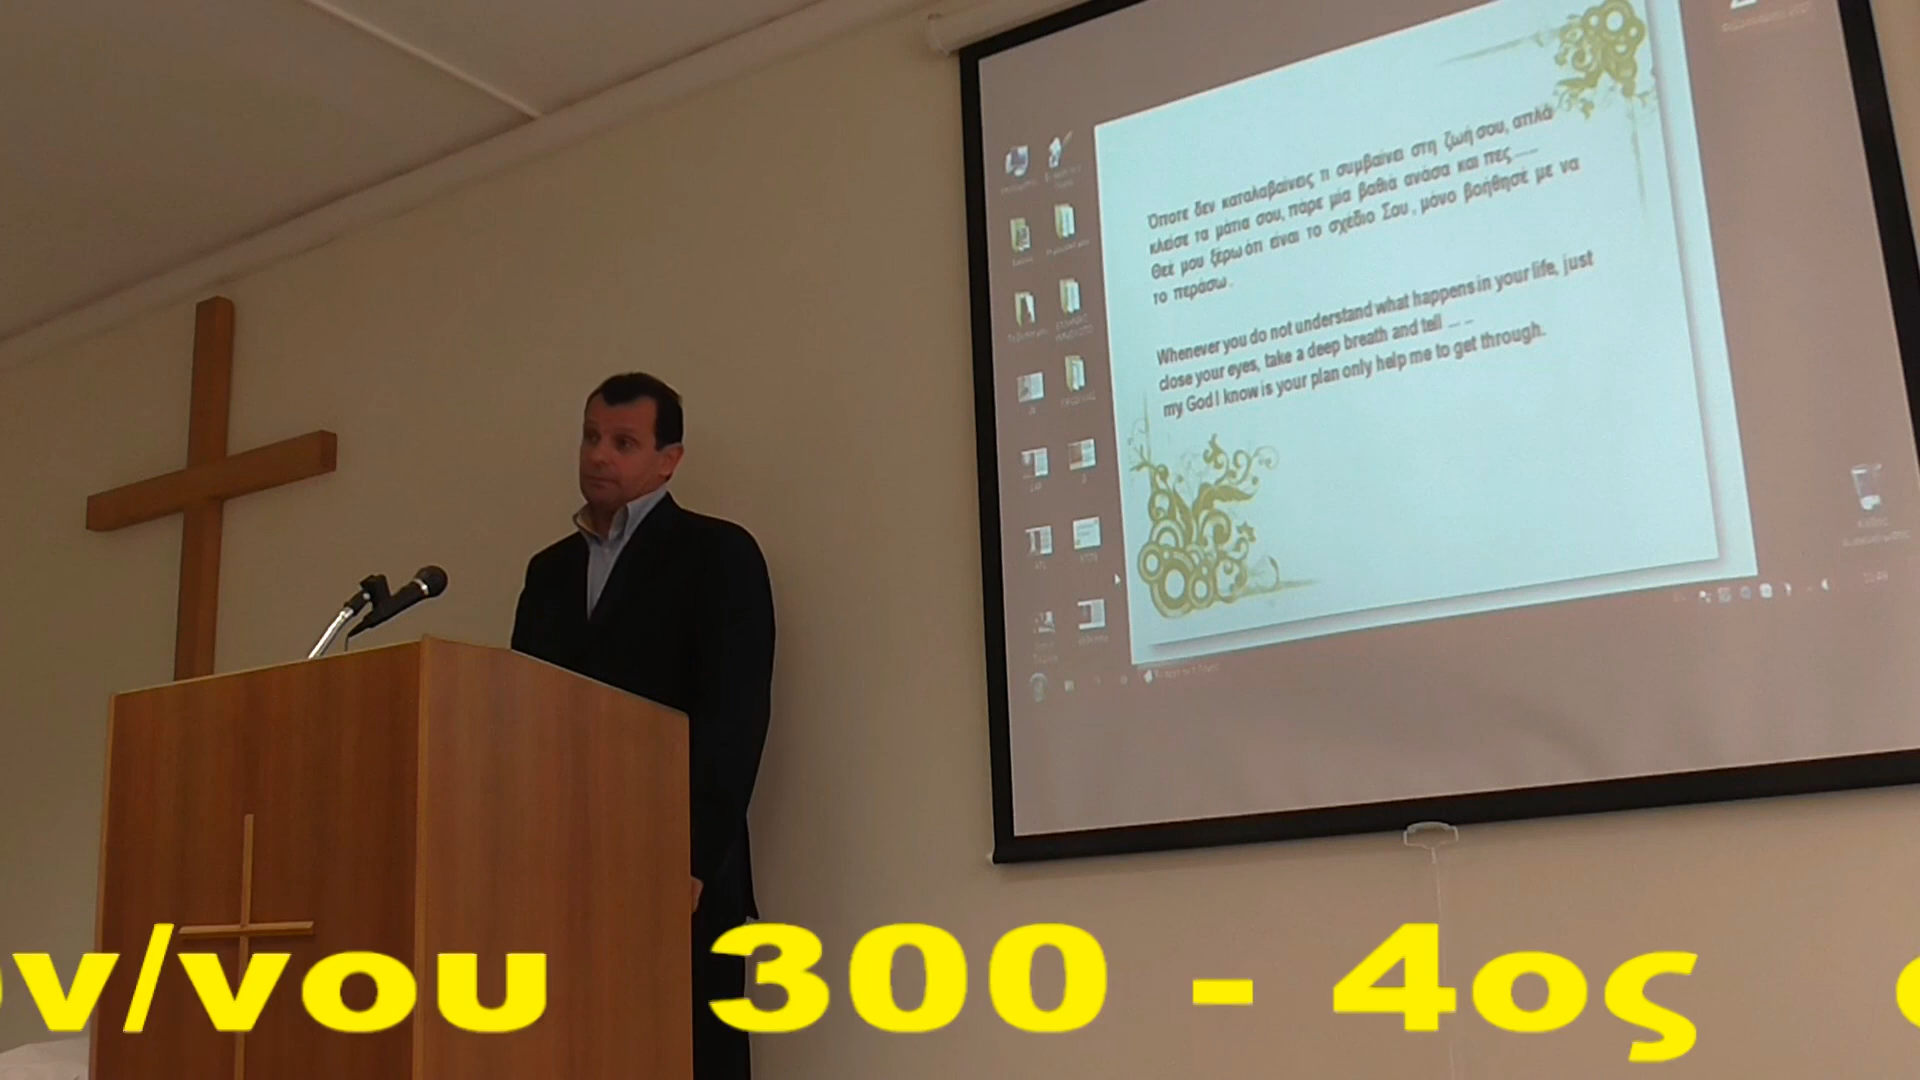 Όποτε δεν καταλαβαίνεις τι συμβαίνει στη ζωή σου, απλά
κλείσε τα μάτια σου, πάρε μία βαθιά ανάσα και πες.....
Θεέ μου ξέρω ότι είναι το σχέδιο Σου , μόνο βοήθησέ με να
το περάσω .
Whenever you do not understand what happens in your life, just
close your eyes, take a deep breath and tell -- --
my God I know is your plan only help me to get through.
ν/νου 300 - 4ος